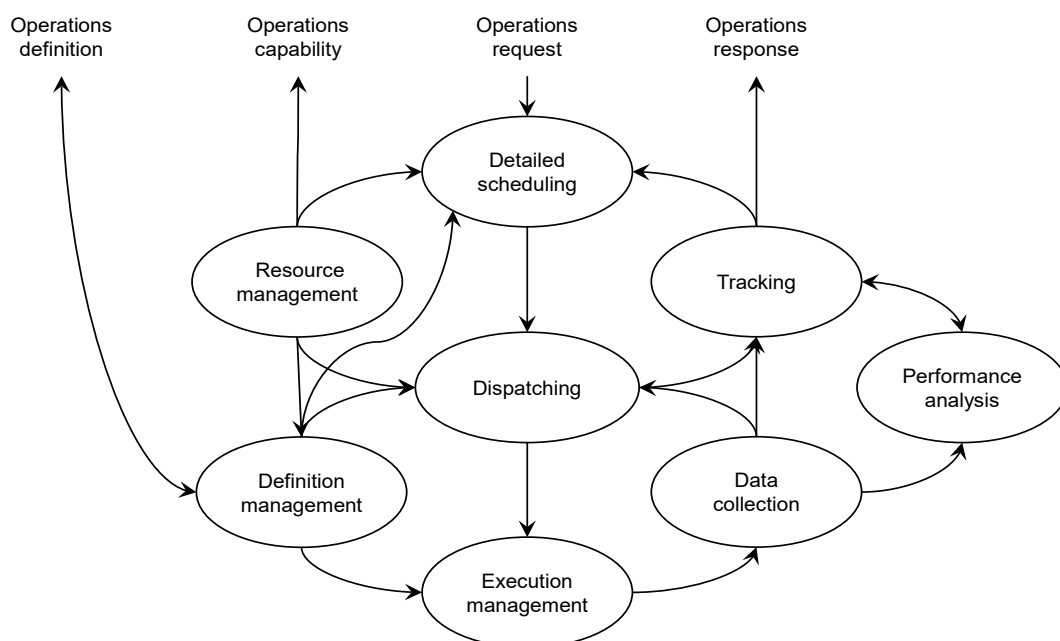 Operations
definition
Operations
capability
Operations
request
Operations
response
Detailed
scheduling
Resource
management
Tracking
Dispatching
Performance
analysis
Definition
management
Data
collection
Execution
management